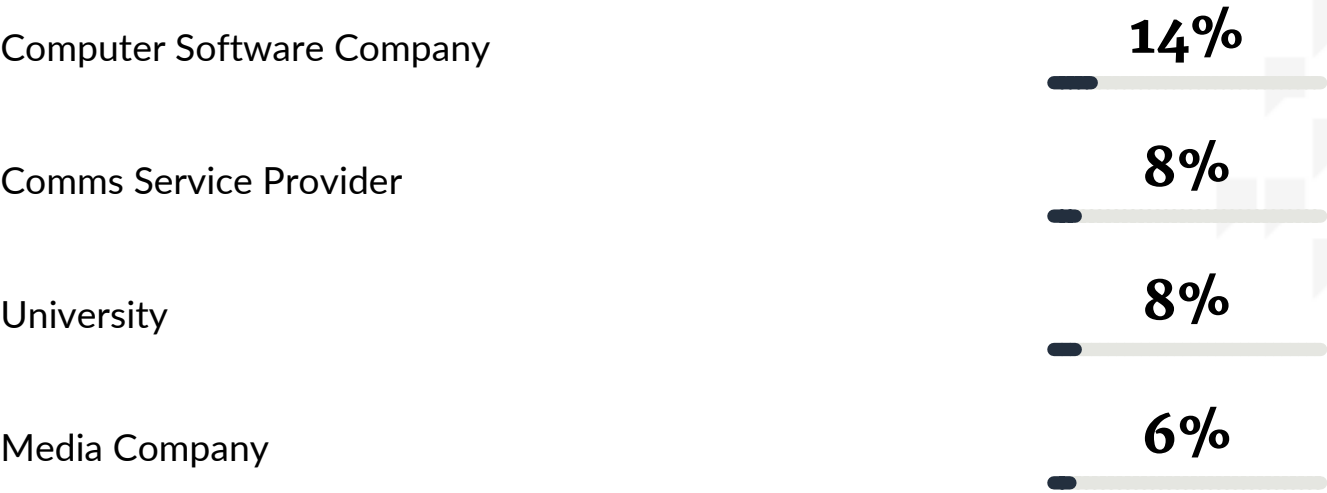 Computer Software Company 14%
Comms Service Provider 8%
University 8%
Media Company 6%